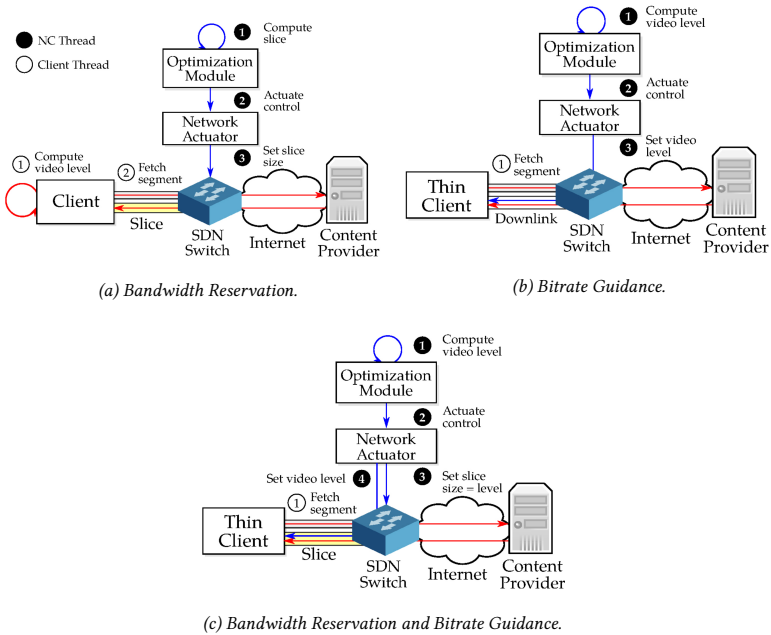 NC Thread
Client Thread
1 Compute
slice
Optimization
Module
2 Actuate
control
Network
Actuator
3 Set slice
size
1 Compute
video level
2 Fetch
segment
Client
Slice
SDN
Switch
Internet
Content
Provider
(a) Bandwidth Reservation.
1 Compute
video level
Optimization
Module
2 Actuate
control
Network
Actuator
3 Set video
level
1 Fetch
segment
Thin
Client
Downlink
SDN
Switch
Internet
Content
Provider
(b) Bitrate Guidance.
1 Compute
video level
Optimization
Module
2 Actuate
control
Network
Actuator
Set video level 4
3 Set slice
size = level
1 Fetch
segment
Thin
Client
Slice
SDN
Switch
Internet
Content
Provider
(c) Bandwidth Reservation and Bitrate Guidance.